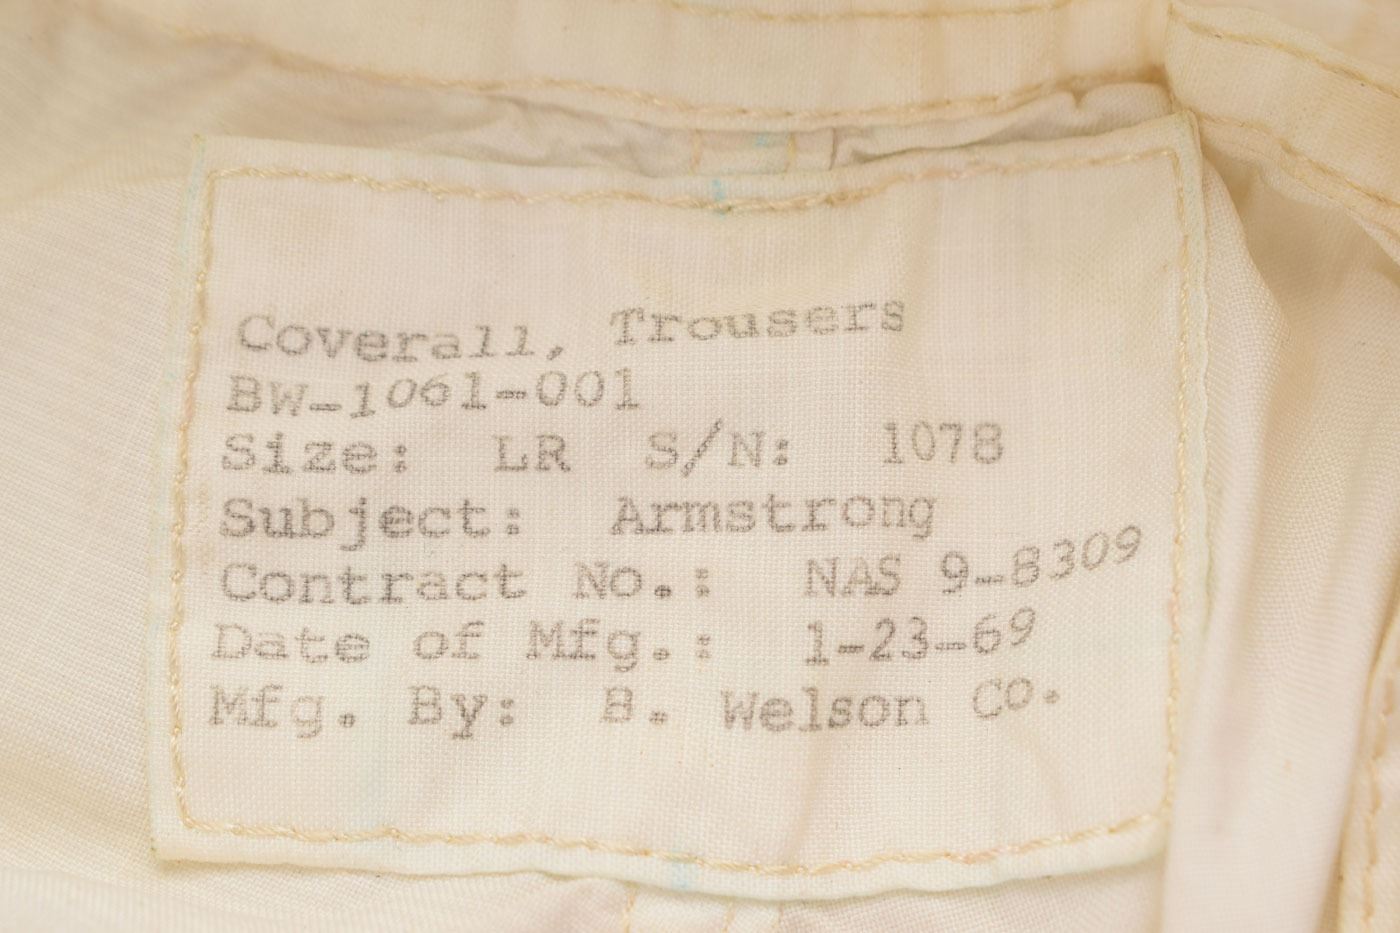 Coverall, Trousers
BW-1061-001
Size: LR S/N: 1078
Subject: Armstrong
Contract No.: NAS 9-8309
Date of Mfg.: 1-23-69
Mfg. By: B. Welson Co.